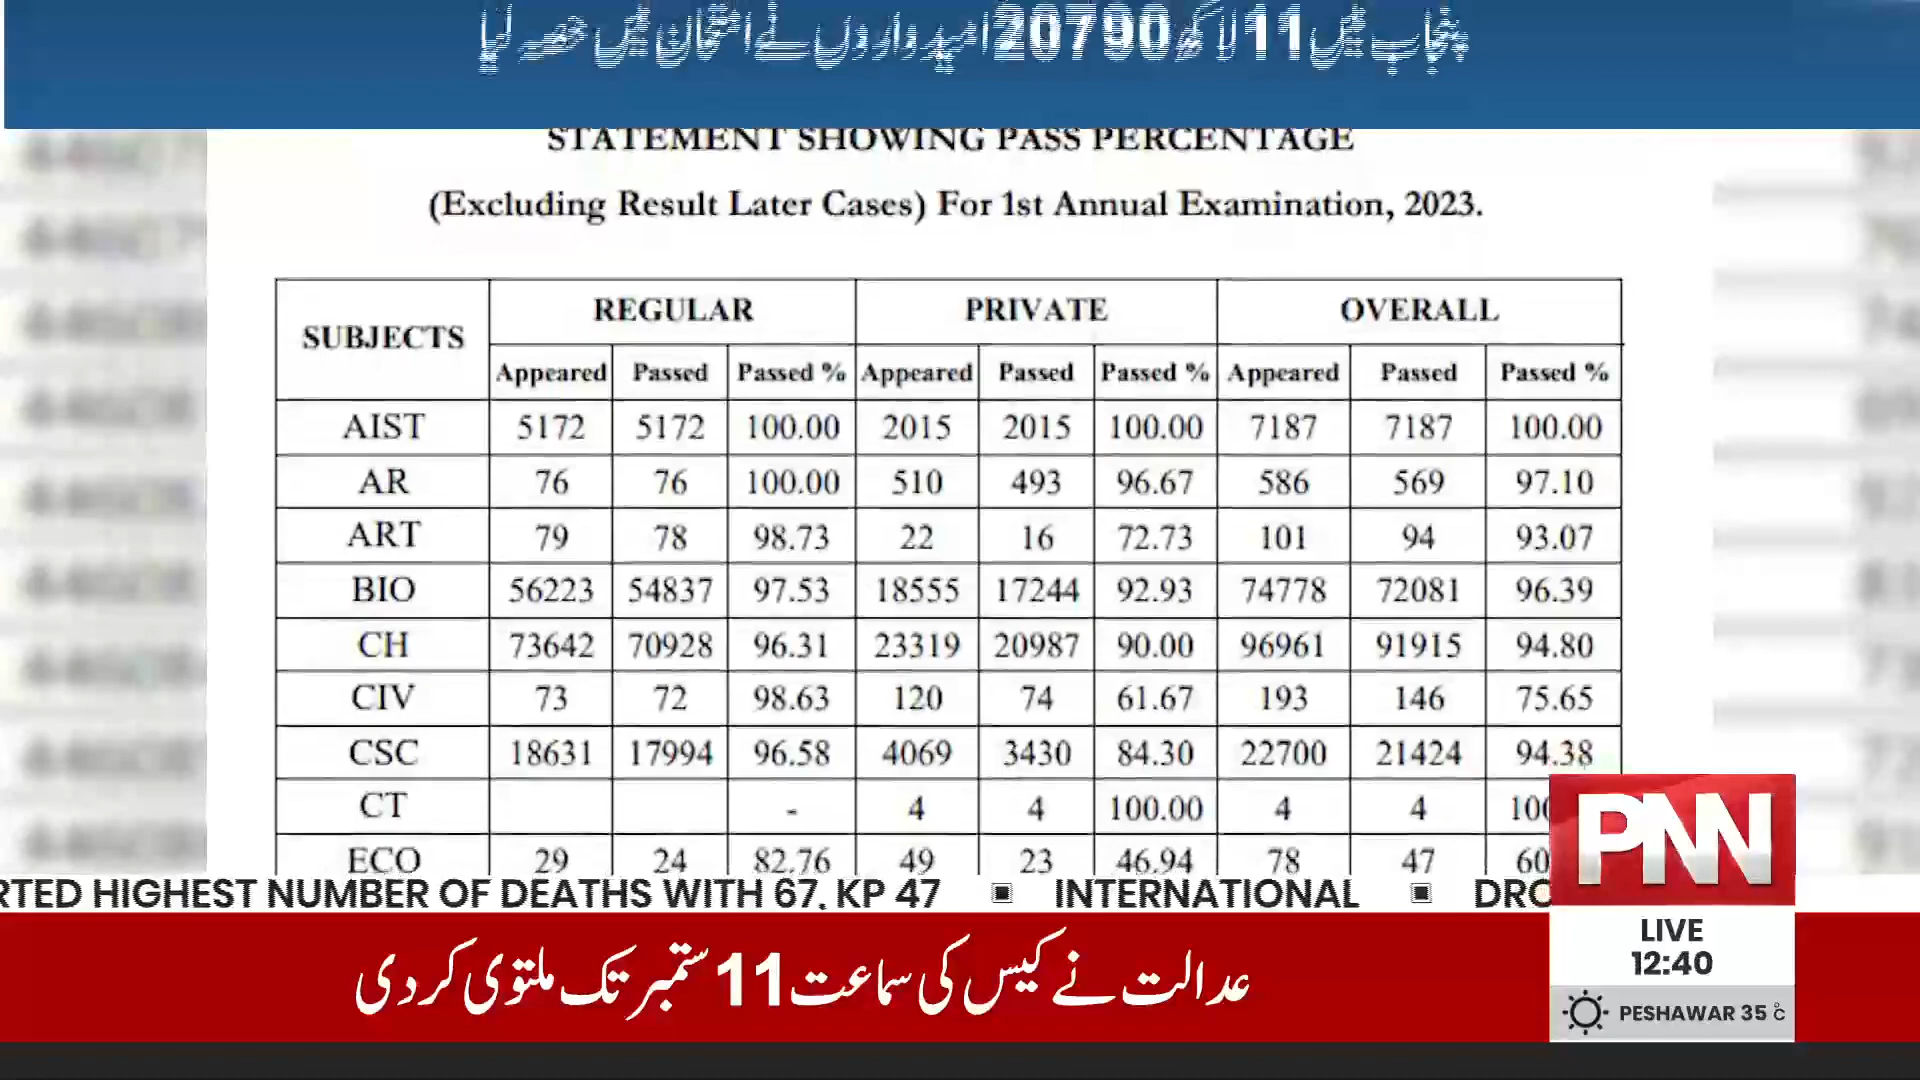 پنجاب میں 11 لاکھ 20790 امیدواروں نے امتحان میں حصہ لیا
STATEMENT SHOWING PASS PERCENTAGE
(Excluding Result Later Cases) For 1st Annual Examination, 2023.
SUBJECTS REGULAR PRIVATE OVERALL
Appeared Passed Passed % Appeared Passed Passed % Appeared Passed Passed %
AIST 5172 5172 100.00 2015 2015 100.00 7187 7187 100.00
AR 76 76 100.00 510 493 96.67 586 569 97.10
ART 79 78 98.73 22 16 72.73 101 94 93.07
BIO 56223 54837 97.53 18555 17244 92.93 74778 72081 96.39
CH 73642 70928 96.31 23319 20987 90.00 96961 91915 94.80
CIV 73 72 98.63 120 74 61.67 193 146 75.65
CSC 18631 17994 96.58 4069 3430 84.30 22700 21424 94.38
CT - 4 4 100.00 4 4 100
ECO 29 24 82.76 49 23 46.94 78 47 60
RTED HIGHEST NUMBER OF DEATHS WITH 67, KP 47 INTERNATIONAL DRO
PNN
LIVE
12:40
PESHAWAR 35 °C
عدالت نے کیس کی سماعت 11 ستمبر تک ملتوی کر دی